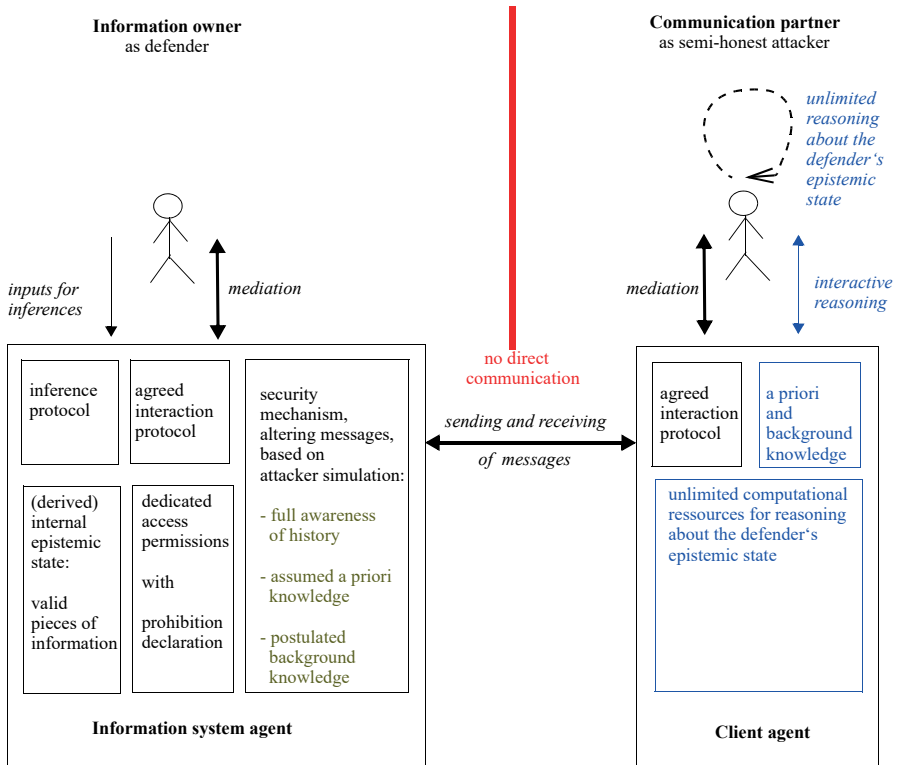 Information owner
as defender
Communication partner
as semi-honest attacker
unlimited
reasoning
about the
defender‘s
epistemic
state
inputs for
inferences
mediation
mediation
interactive
reasoning
no direct
communication
sending and receiving
of messages
inference
protocol
agreed
interaction
protocol
security
mechanism,
altering messages,
based on
attacker simulation:
- full awareness
of history
- assumed a priori
knowledge
- postulated
background
knowledge
(derived)
internal
epistemic
state:
valid
pieces of
information
dedicated
access
permissions
with
prohibition
declaration
Information system agent
agreed
interaction
protocol
a priori
and
background
knowledge
unlimited computational
ressources for reasoning
about the defender‘s
epistemic state
Client agent